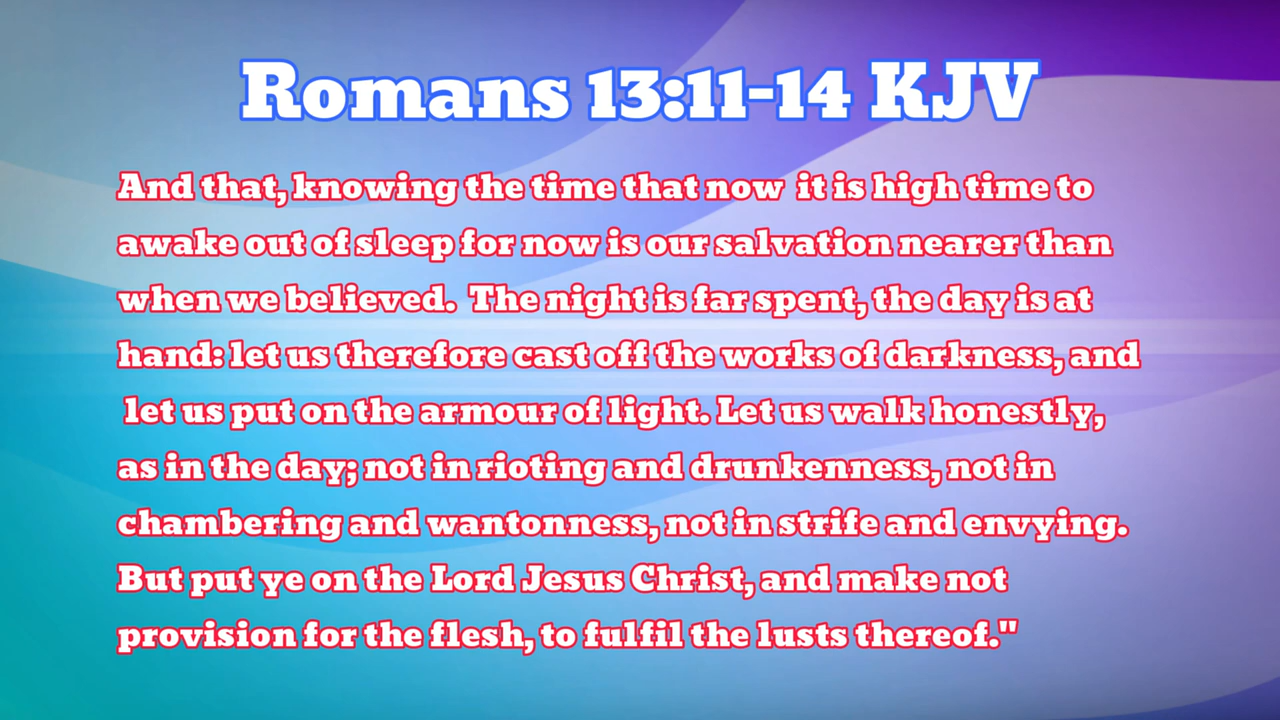 Romans 13:11-14 KJV
And that, knowing the time that now it is high time to
awake out of sleep for now is our salvation nearer than
when we believed. The night is far spent, the day is at
hand: let us therefore cast off the works of darkness, and
let us put on the armour of light. Let us walk honestly,
as in the day; not in rioting and drunkenness, not in
chambering and wantonness, not in strife and envying.
But put ye on the Lord Jesus Christ, and make not
provision for the flesh, to fulfil the lusts thereof."